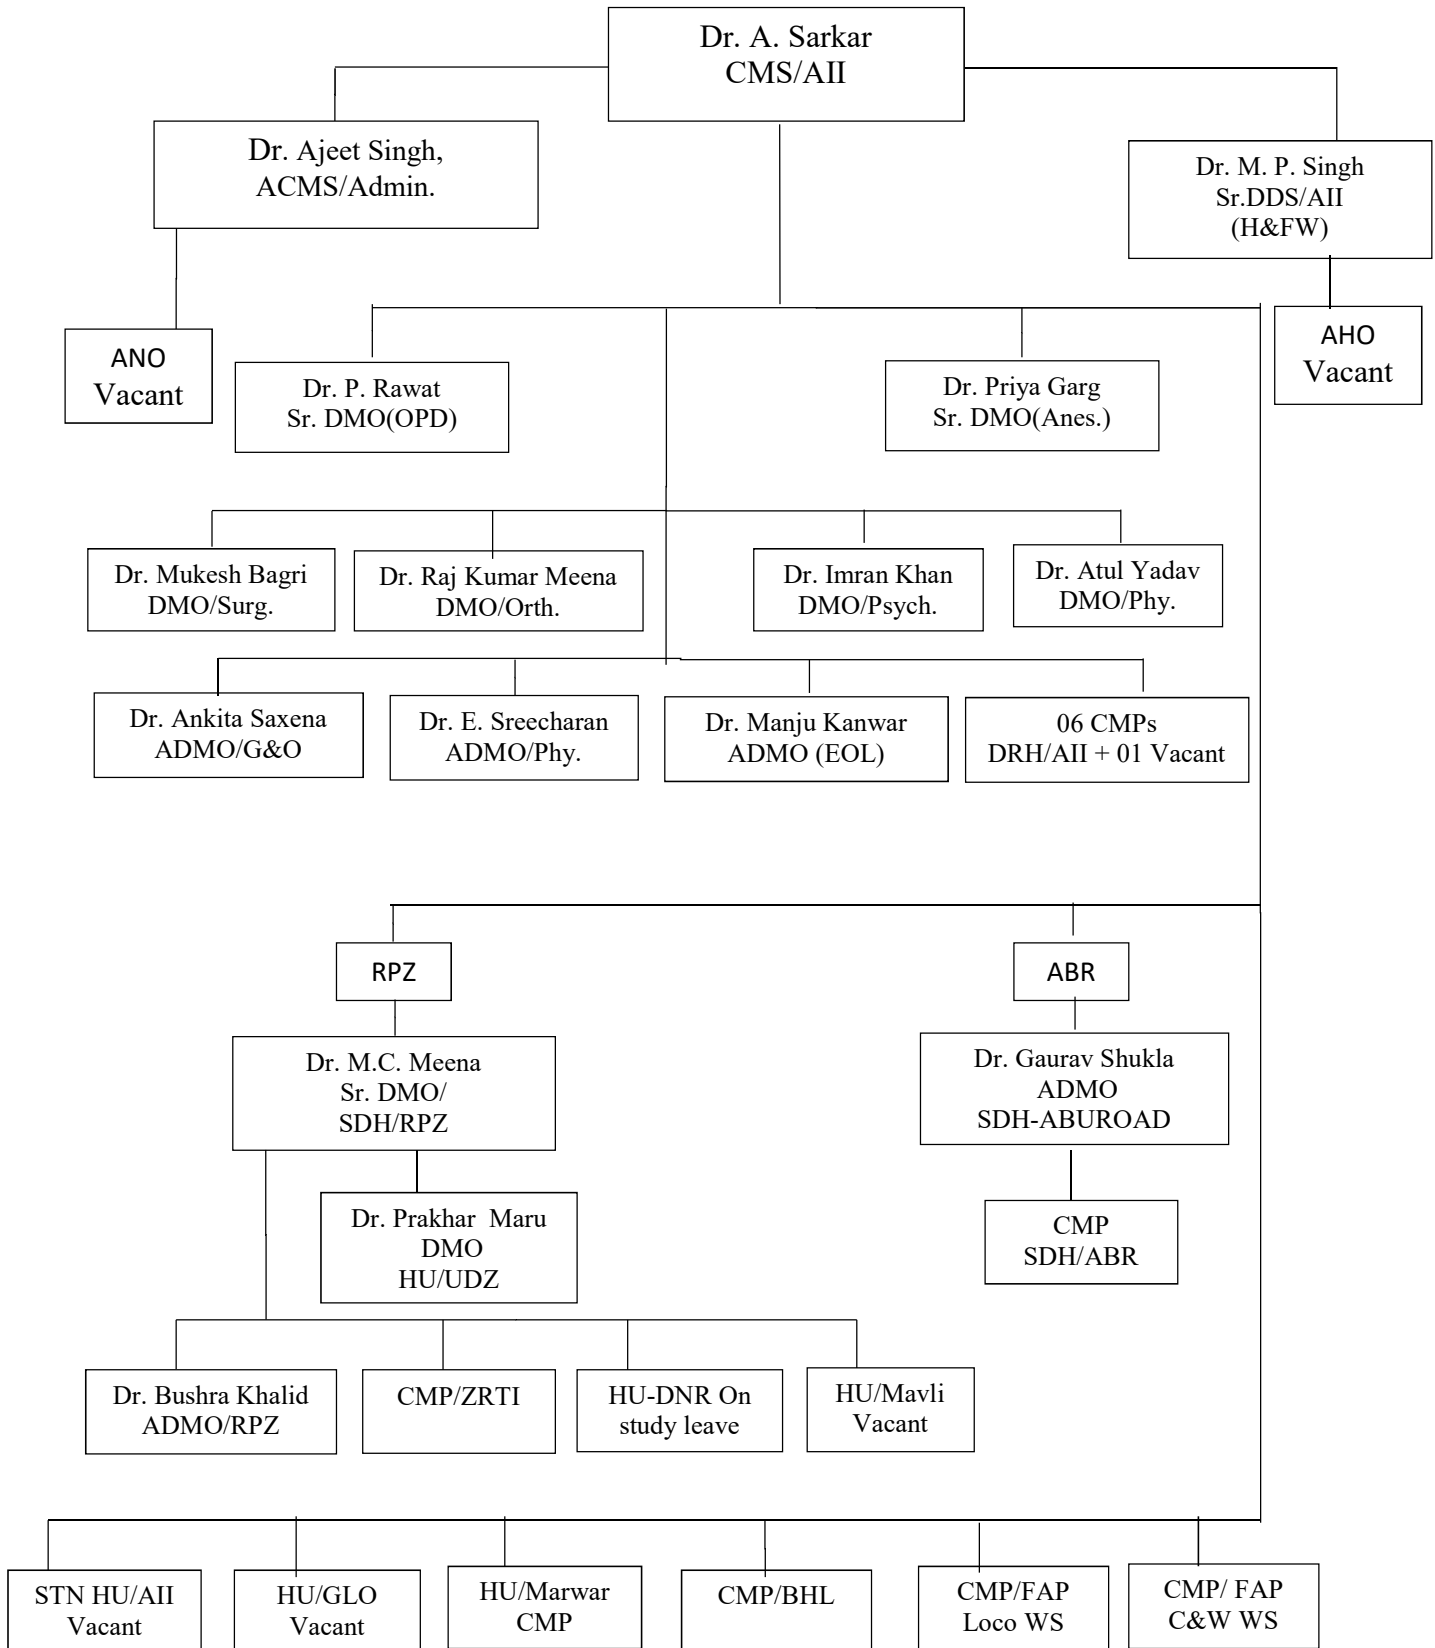 Dr. A. Sarkar
CMS/AII
Dr. Ajeet Singh,
ACMS/Admin.
Dr. M. P. Singh
Sr.DDS/AII
(H&FW)
ANO
Vacant
AHO
Vacant
Dr. P. Rawat
Sr. DMO(OPD)
Dr. Priya Garg
Sr. DMO(Anes.)
Dr. Mukesh Bagri
DMO/Surg.
Dr. Raj Kumar Meena
DMO/Orth.
Dr. Imran Khan
DMO/Psych.
Dr. Atul Yadav
DMO/Phy.
Dr. Ankita Saxena
ADMO/G&O
Dr. E. Sreecharan
ADMO/Phy.
Dr. Manju Kanwar
ADMO (EOL)
06 CMPs
DRH/AII + 01 Vacant
RPZ
ABR
Dr. M.C. Meena
Sr. DMO/
SDH/RPZ
Dr. Gaurav Shukla
ADMO
SDH-ABUROAD
Dr. Prakhar  Maru
DMO
HU/UDZ
CMP
SDH/ABR
Dr. Bushra Khalid
ADMO/RPZ
CMP/ZRTI
HU-DNR On
study leave
HU/Mavli
Vacant
STN HU/AII
Vacant
HU/GLO
Vacant
HU/Marwar
CMP
CMP/BHL
CMP/FAP
Loco WS
CMP/ FAP
C&W WS